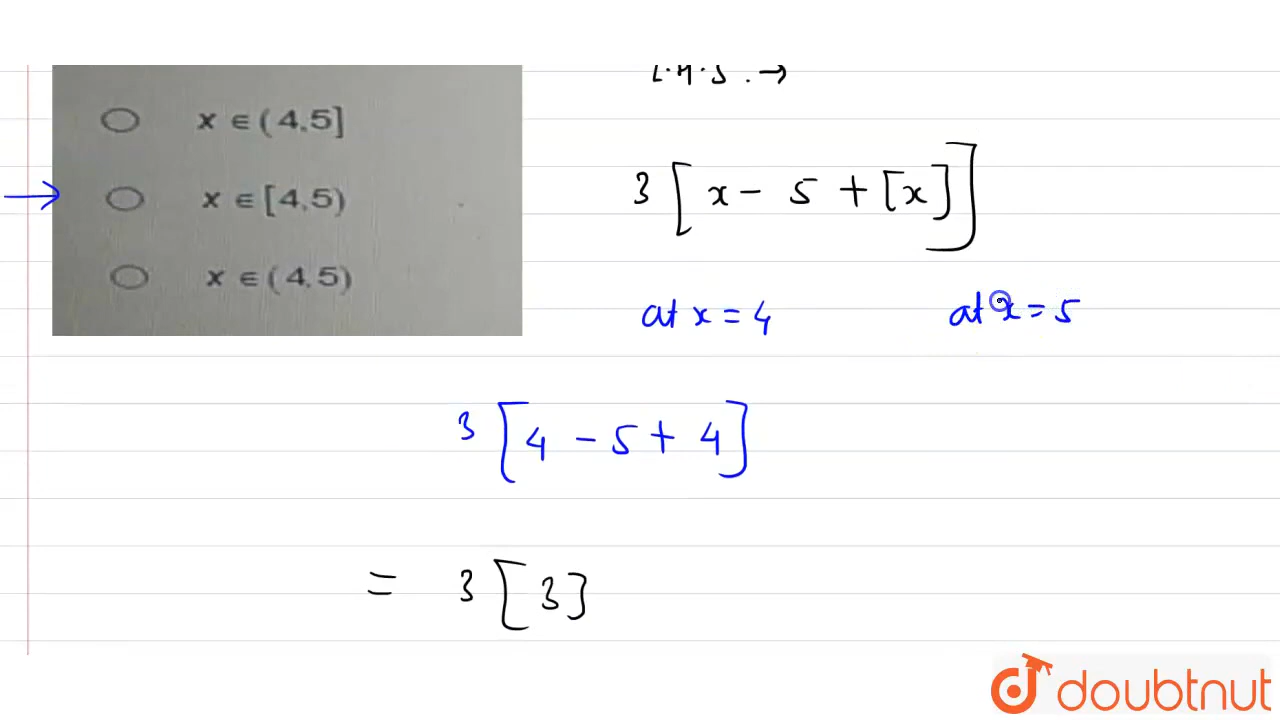 L.H.S. →
x ∈ ( 4,5]
x ∈ [ 4,5)
x ∈ ( 4,5)
3 [ x - 5 + [x] ]
at x = 4 at x = 5
3 [ 4 - 5 + 4 ]
= 3 [ 3 ]
doubtnut